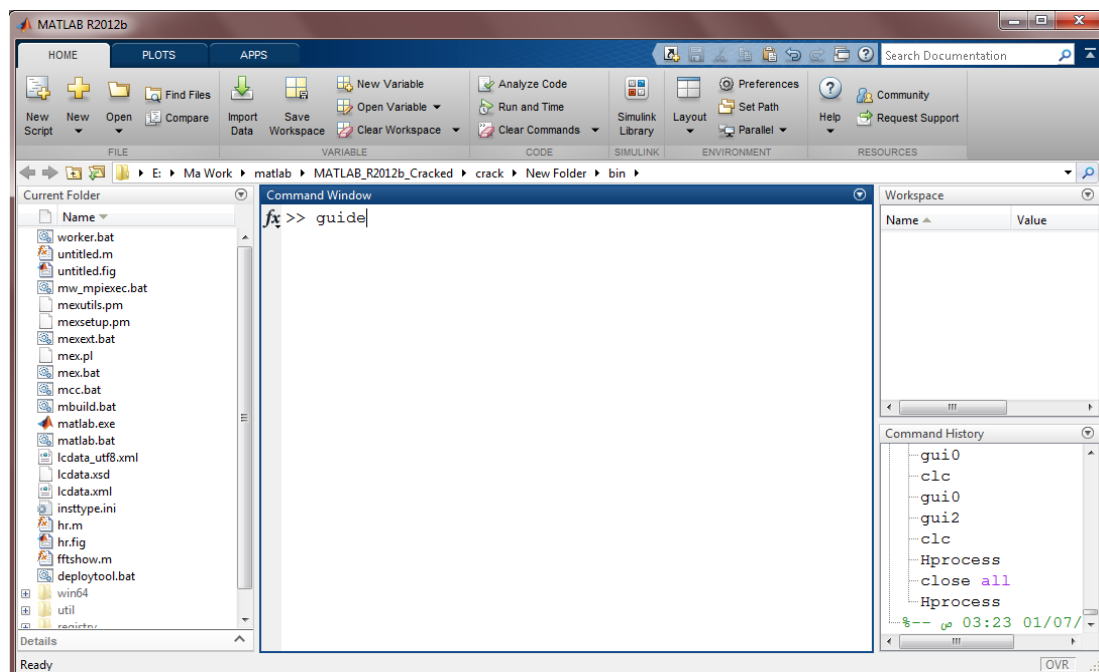 MATLAB R2012b
HOME PLOTS APPS
Search Documentation
New Script
New
Open
Find Files
Compare
Import Data
Save Workspace
New Variable
Open Variable
Clear Workspace
Analyze Code
Run and Time
Clear Commands
Simulink Library
Layout
Preferences
Set Path
Parallel
Help
Community
Request Support
FILE VARIABLE CODE SIMULINK ENVIRONMENT RESOURCES
E: Ma Work matlab MATLAB_R2012b_Cracked crack New Folder bin
Current Folder
Name
worker.bat
untitled.m
untitled.fig
mw_mpiexec.bat
mexutils.pm
mexsetup.pm
mexext.bat
mex.pl
mex.bat
mcc.bat
mbuild.bat
matlab.exe
matlab.bat
lcdata_utf8.xml
lcdata.xsd
lcdata.xml
insttype.ini
hr.m
hr.fig
fftshow.m
deploytool.bat
win64
util
registry
Details
Command Window
fx >> guide
Workspace
Name Value
Command History
gui0
clc
gui0
gui2
clc
Hprocess
close all
Hprocess
%-- ص 03:23 01/07/
Ready
OVR